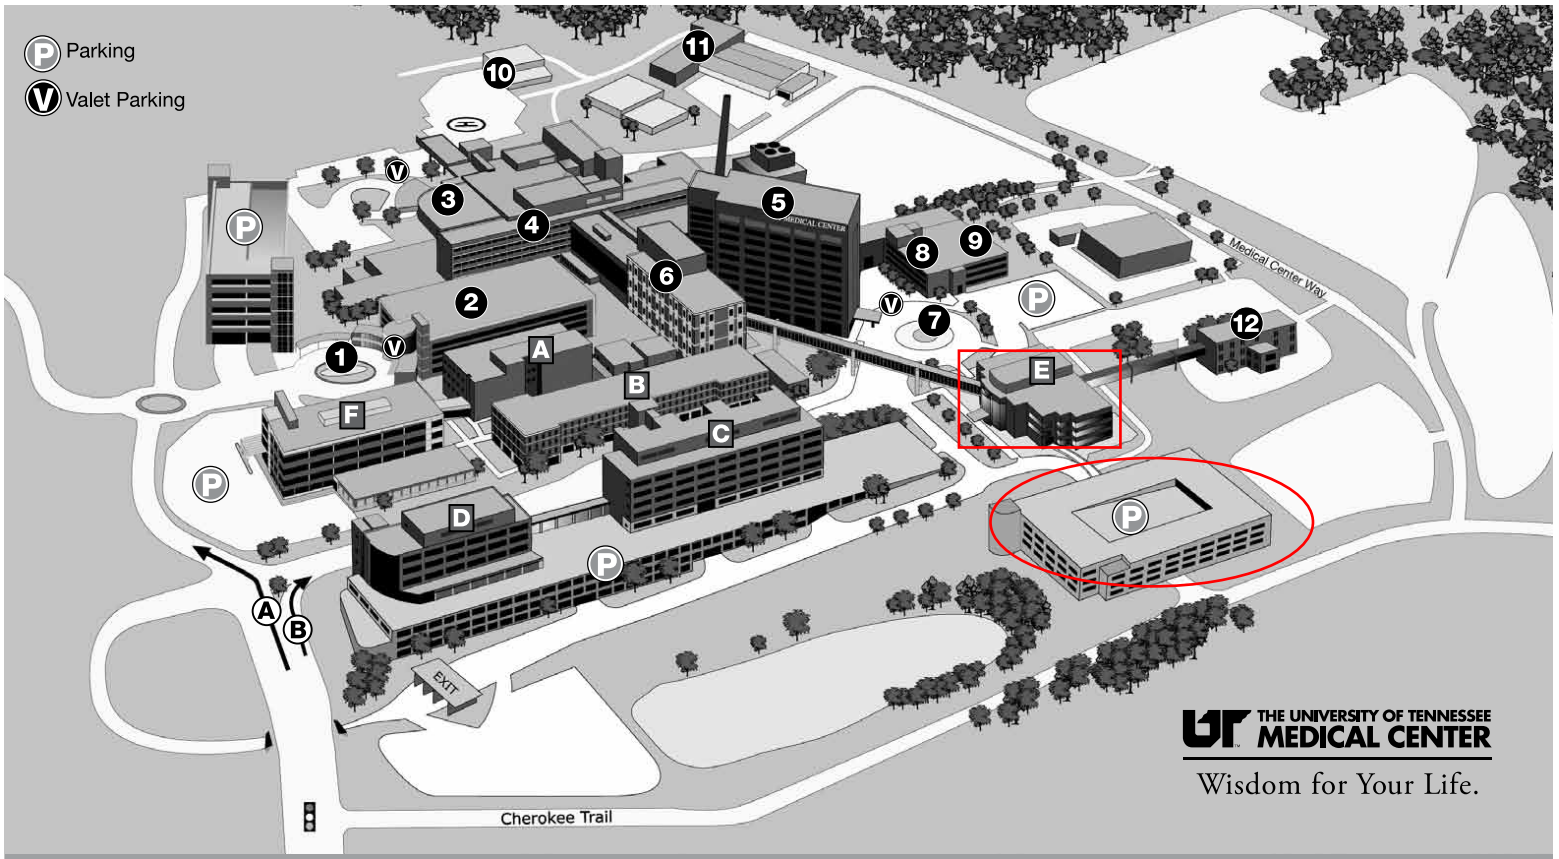 P Parking
V Valet Parking
11
10
V
3
5
MEDICAL CENTER
4
P
8
9
Medical Center Way
6
2
V
P
7
12
1
V
A
E
B
F
C
P
D
P
P
A
B
EXIT
UT THE UNIVERSITY OF TENNESSEE
MEDICAL CENTER
Wisdom for Your Life.
Cherokee Trail